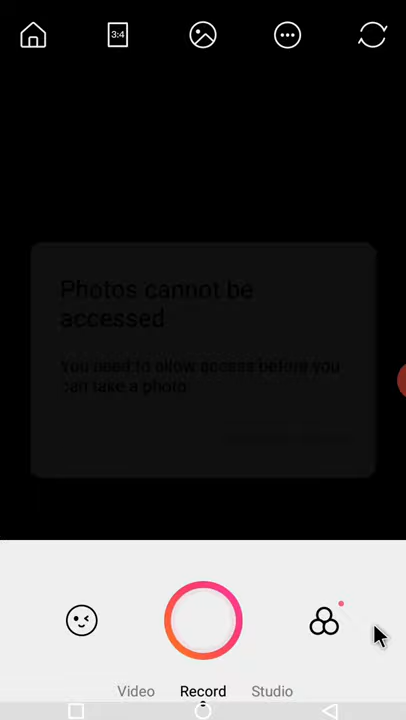 3:4
Photos cannot be
accessed
You need to allow access before you
can take a photo
Video Record Studio